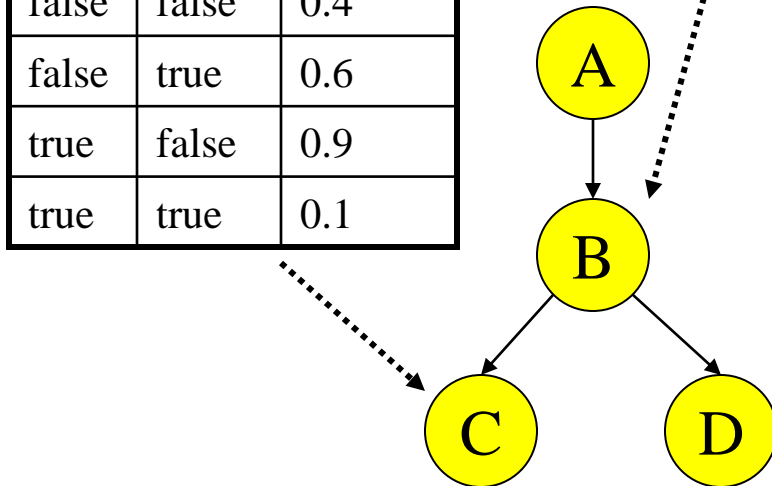 false false 0.4
false true 0.6
true false 0.9
true true 0.1
A
B
C D